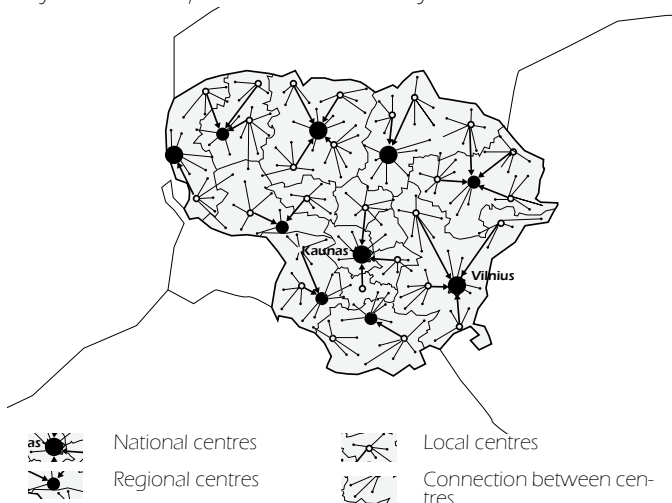 Kaunas
Vilnius
as
National centres
Local centres
Regional centres
Connection between cen-
tres